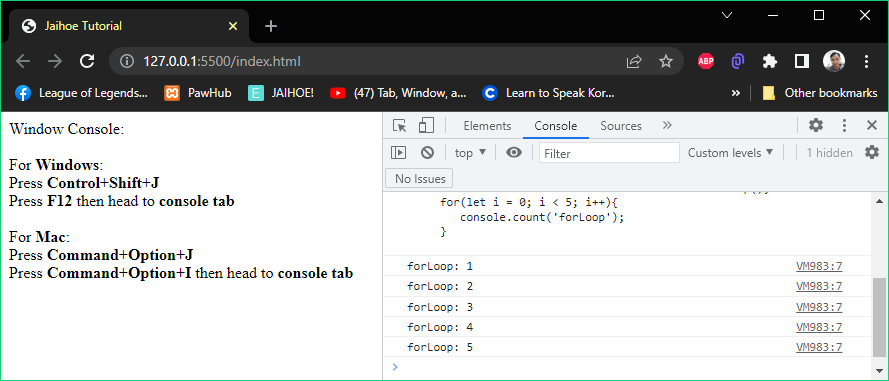 Jaihoe Tutorial
127.0.0.1:5500/index.html
ABP
League of Legends...
PawHub
E JAIHOE!
(47) Tab, Window, a...
C Learn to Speak Kor...
» Other bookmarks
Window Console:
For Windows:
Press Control+Shift+J
Press F12 then head to console tab
For Mac:
Press Command+Option+J
Press Command+Option+I then head to console tab
Elements Console Sources »
top Filter Custom levels 1 hidden
No Issues
for(let i = 0; i < 5; i++){
console.count('forLoop');
}
forLoop: 1 VM983:7
forLoop: 2 VM983:7
forLoop: 3 VM983:7
forLoop: 4 VM983:7
forLoop: 5 VM983:7
>